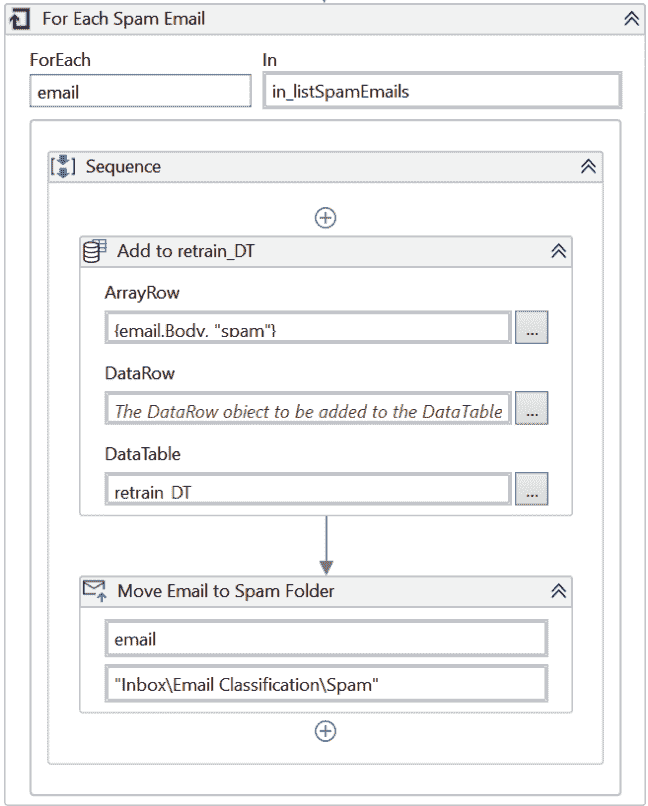 For Each Spam Email
ForEach In
email in_listSpamEmails
Sequence
Add to retrain_DT
ArrayRow
{email.Body, "spam"}
...
DataRow
The DataRow object to be added to the DataTable
...
DataTable
retrain_DT
...
Move Email to Spam Folder
email
"Inbox\Email Classification\Spam"